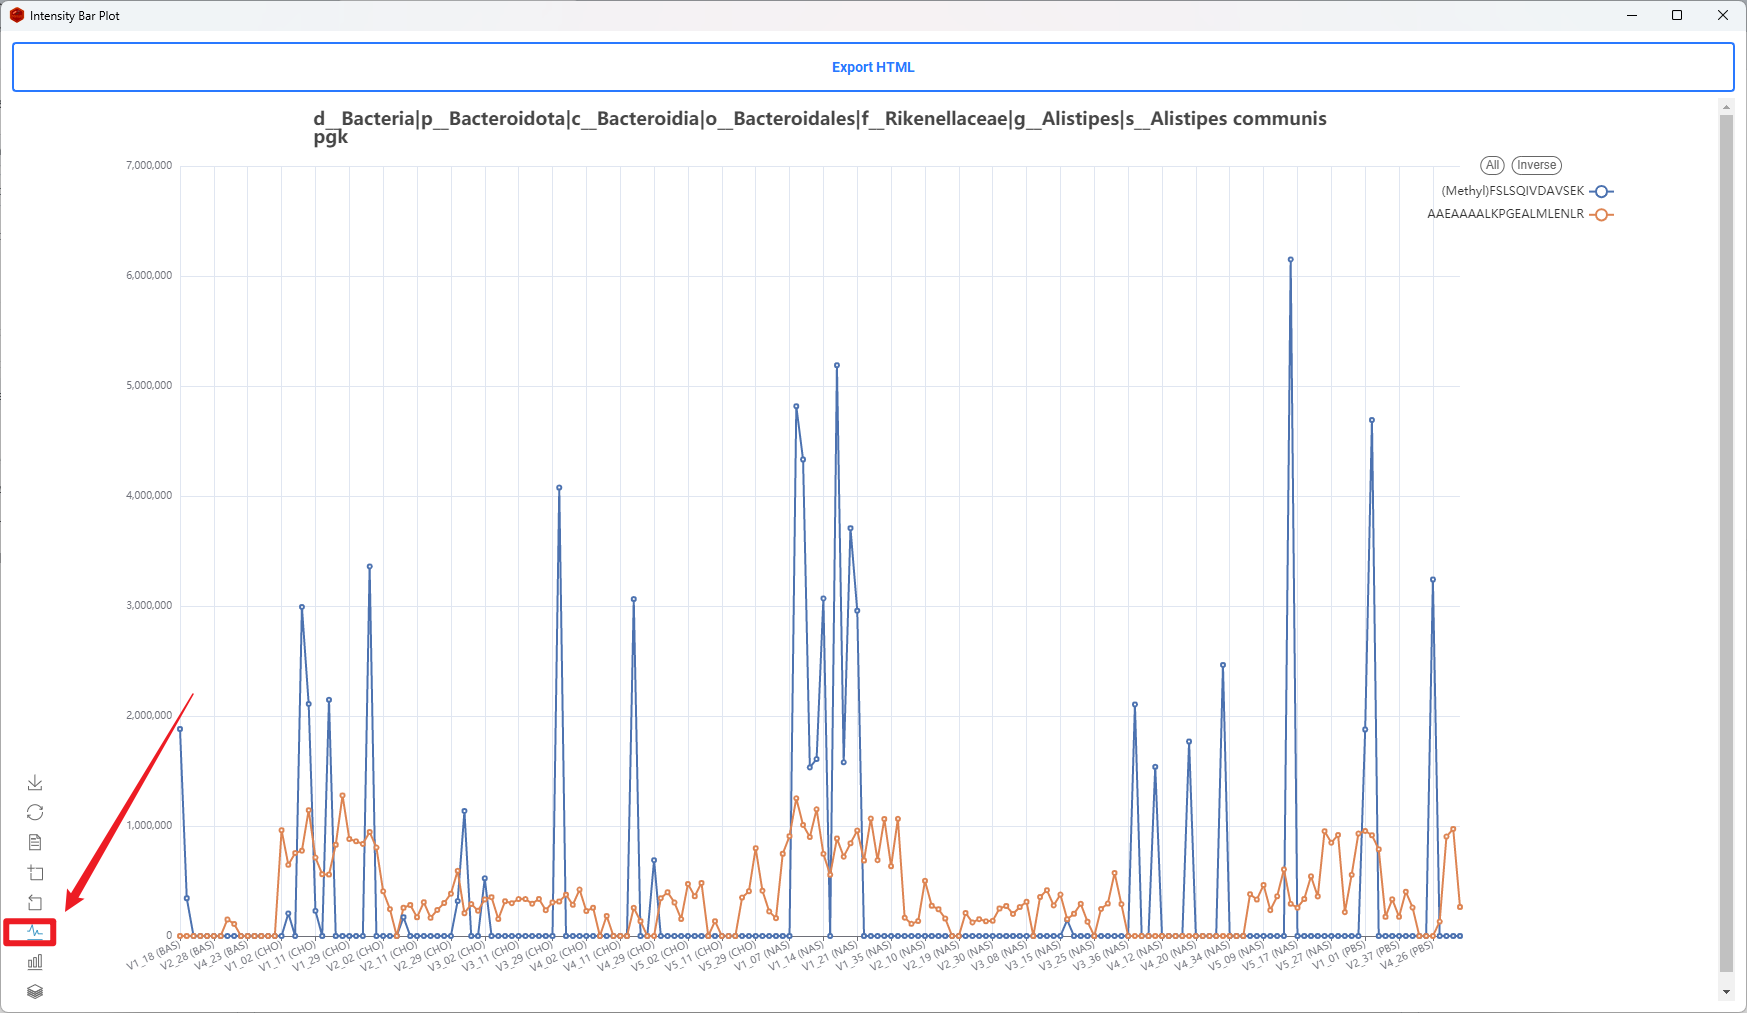 Intensity Bar Plot
Export HTML
d__Bacteria|p__Bacteroidota|c__Bacteroidia|o__Bacteroidales|f__Rikenellaceae|g__Alistipes|s__Alistipes communis
pgk
All Inverse
(Methyl)FSLSQIVDAVSEK
AAEAAAALKPGEALMLENLR
7,000,000
6,000,000
5,000,000
4,000,000
3,000,000
2,000,000
1,000,000
0
V1_18 (BAS) V2_28 (BAS) V4_23 (BAS) V1_02 (CHO) V1_11 (CHO) V1_29 (CHO) V2_02 (CHO) V2_11 (CHO) V2_29 (CHO) V3_02 (CHO) V3_11 (CHO) V3_29 (CHO) V4_02 (CHO) V4_11 (CHO) V4_29 (CHO) V5_02 (CHO) V5_11 (CHO) V5_29 (CHO) V1_07 (NAS) V1_14 (NAS) V1_21 (NAS) V1_35 (NAS) V2_10 (NAS) V2_19 (NAS) V2_30 (NAS) V3_08 (NAS) V3_15 (NAS) V3_25 (NAS) V3_36 (NAS) V4_12 (NAS) V4_20 (NAS) V4_34 (NAS) V5_09 (NAS) V5_17 (NAS) V5_27 (NAS) V1_01 (PBS) V2_37 (PBS) V4_26 (PBS)